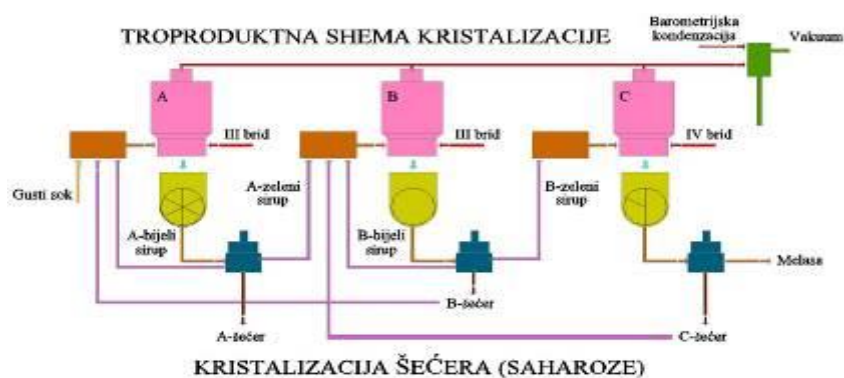 TROPRODUKTNA SHEMA KRISTALIZACIJE
Barometrijska
kondenzacija
Vakuum
A
B
C
III brid
III brid
IV brid
Gusti sok
A-zeleni
sirup
B-zeleni
sirup
A-bijeli
sirup
B-bijeli
sirup
Melasa
B-šećer
A-šećer
C-šećer
KRISTALIZACIJA ŠEĆERA (SAHAROZE)